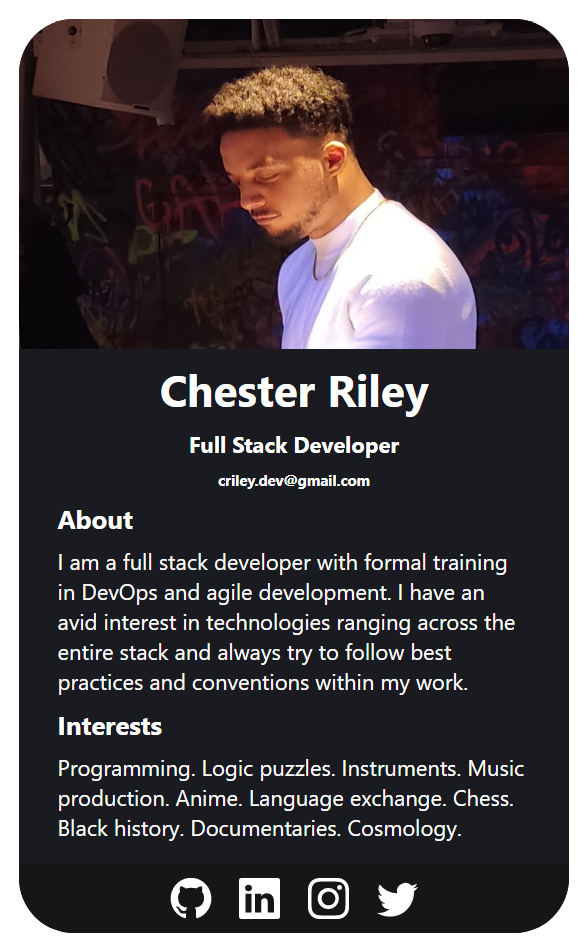 Chester Riley
Full Stack Developer
criley.dev@gmail.com
About
I am a full stack developer with formal training
in DevOps and agile development. I have an
avid interest in technologies ranging across the
entire stack and always try to follow best
practices and conventions within my work.
Interests
Programming. Logic puzzles. Instruments. Music
production. Anime. Language exchange. Chess.
Black history. Documentaries. Cosmology.
in